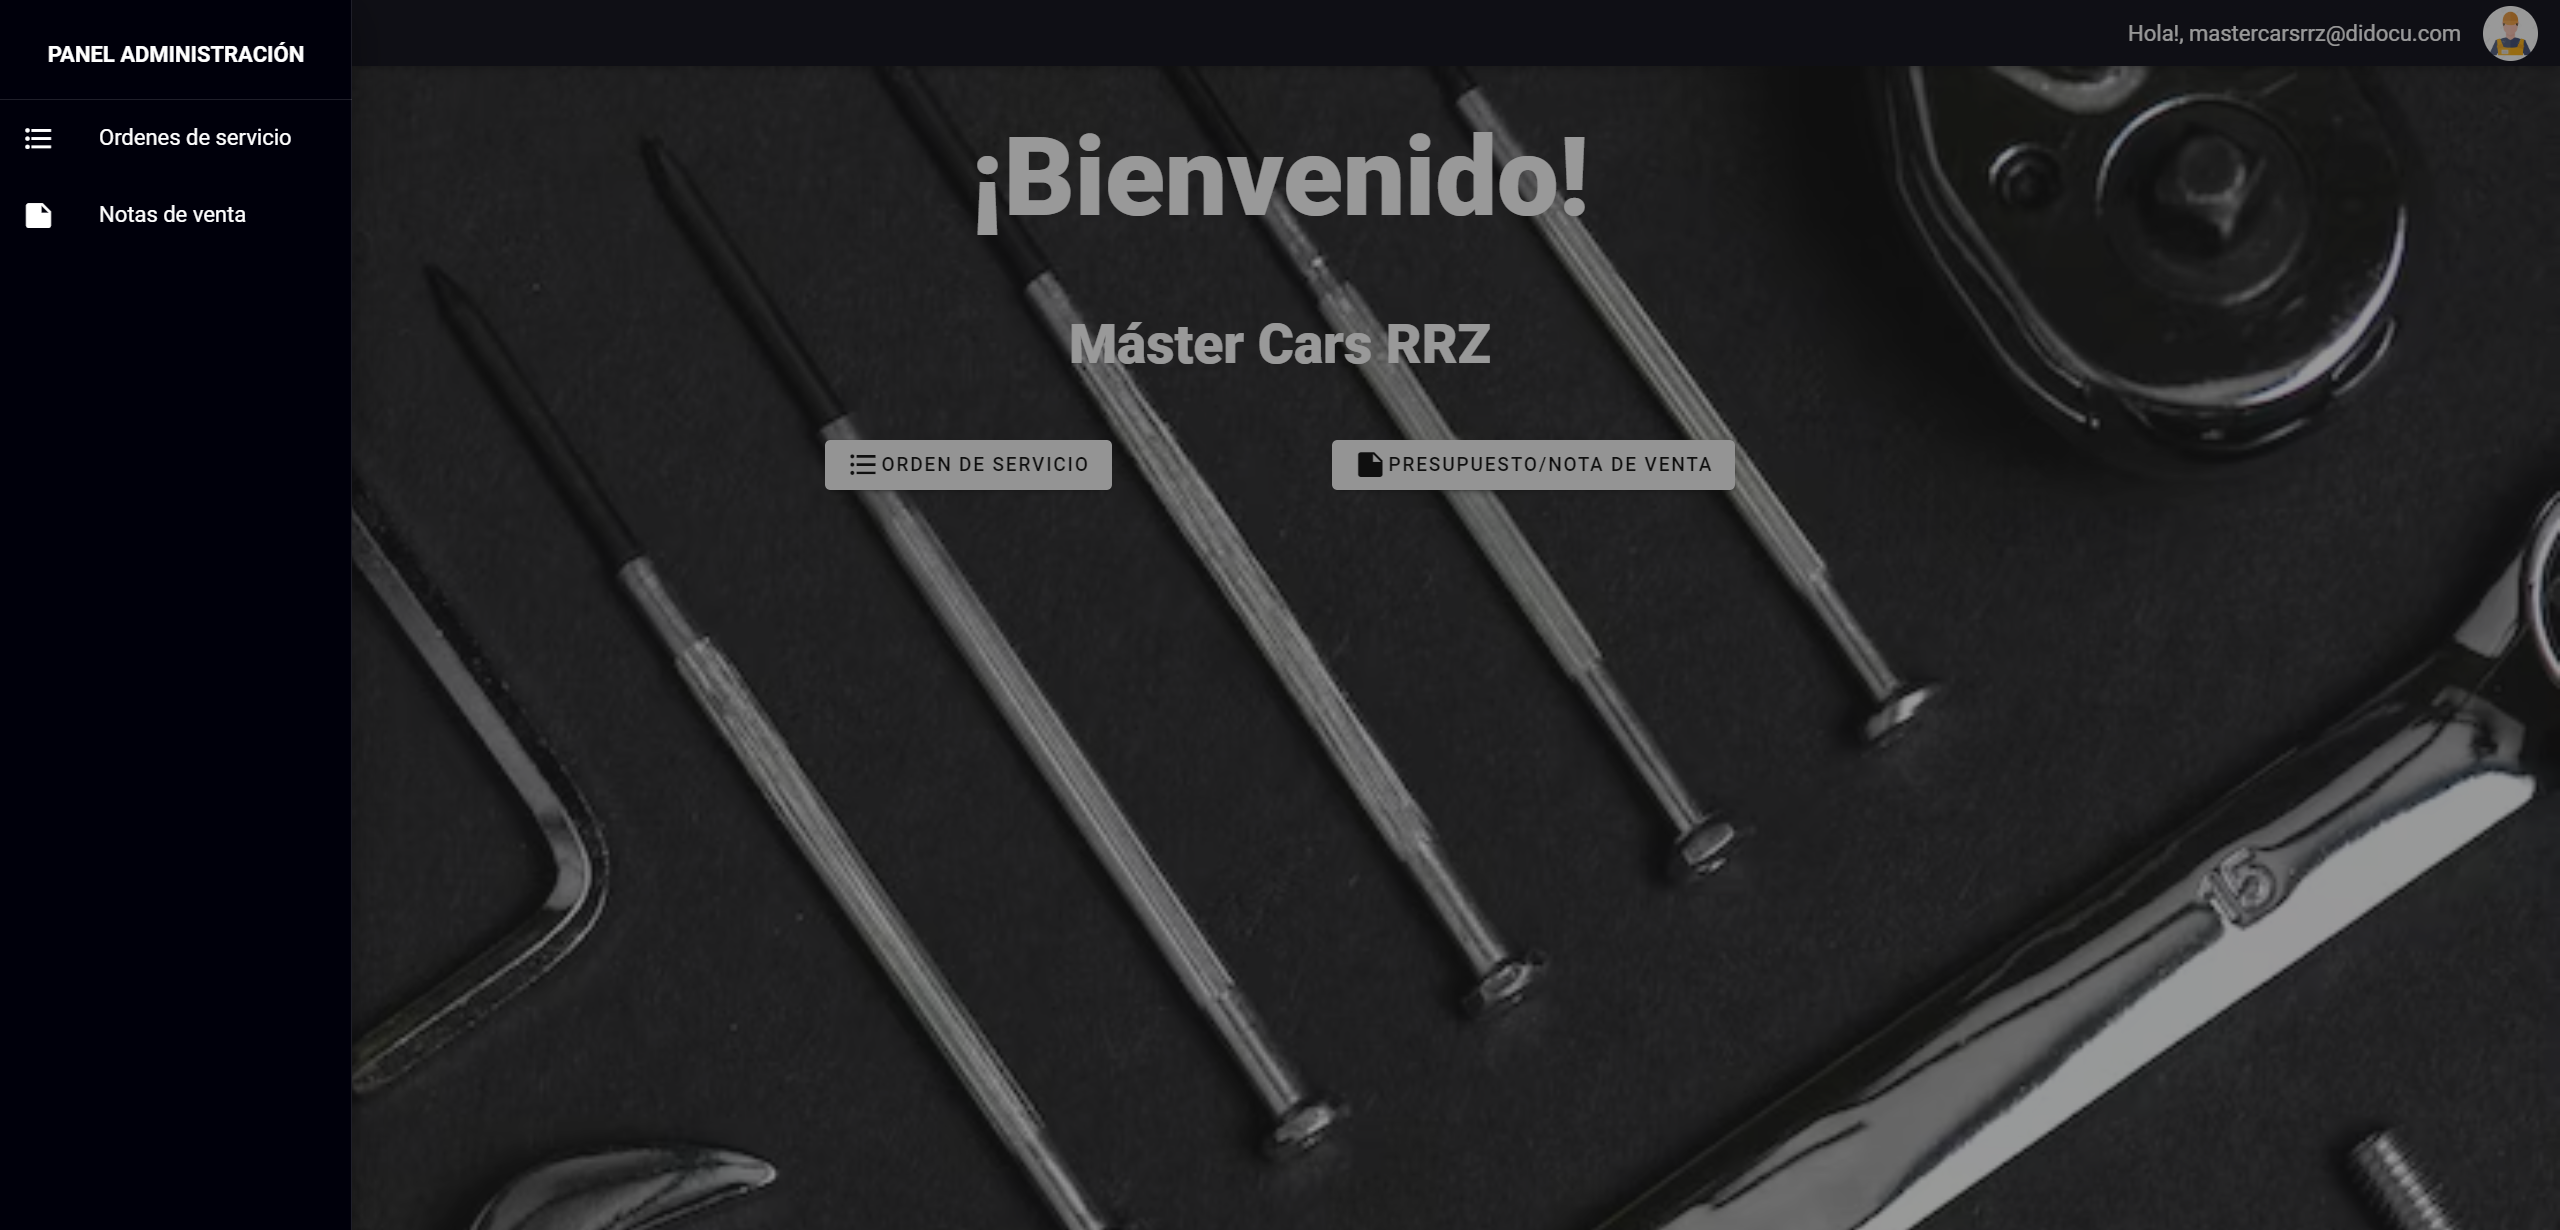 PANEL ADMINISTRACIÓN
Ordenes de servicio
Notas de venta
Hola!, mastercarsrrz@didocu.com
¡Bienvenido!
Máster Cars RRZ
ORDEN DE SERVICIO
PRESUPUESTO/NOTA DE VENTA
15